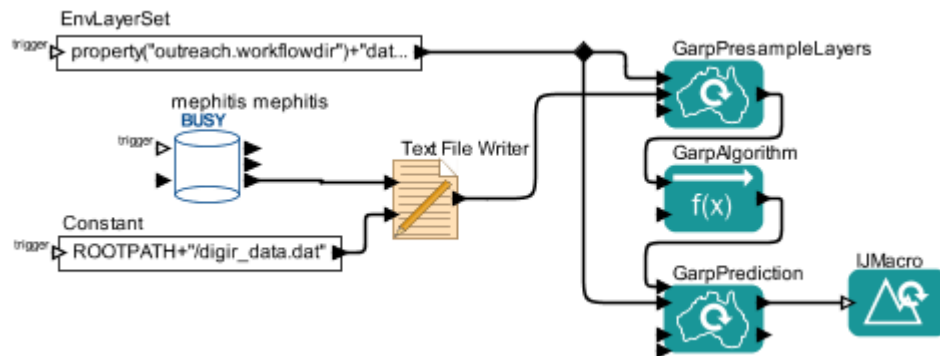 EnvLayerSet
trigger
property("outreach.workflowdir")+"dat...
GarpPresampleLayers
mephitis mephitis
BUSY
trigger
Text File Writer
GarpAlgorithm
f(x)
Constant
trigger
ROOTPATH+"/digir_data.dat"
GarpPrediction
IJMacro